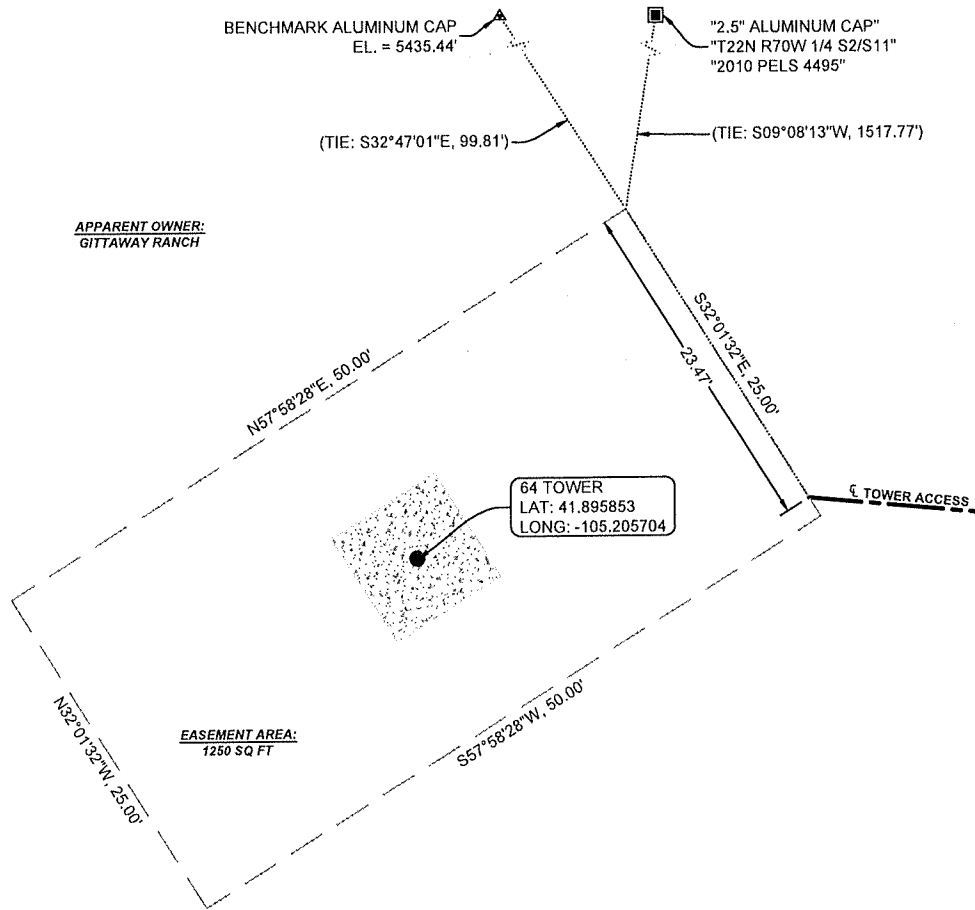 BENCHMARK ALUMINUM CAP
EL. = 5435.44'
"2.5" ALUMINUM CAP"
"T22N R70W 1/4 S2/S11"
"2010 PELS 4495"
(TIE: S32°47'01"E, 99.81')
(TIE: S09°08'13"W, 1517.77')
APPARENT OWNER:
GITTAWAY RANCH
N57°58'28"E, 50.00'
S32°01'32"E, 25.00'
23.47'
64 TOWER
LAT: 41.895853
LONG: -105.205704
℄ TOWER ACCESS
N32°01'32"W, 25.00'
EASEMENT AREA:
1250 SQ FT
S57°58'28"W, 50.00'